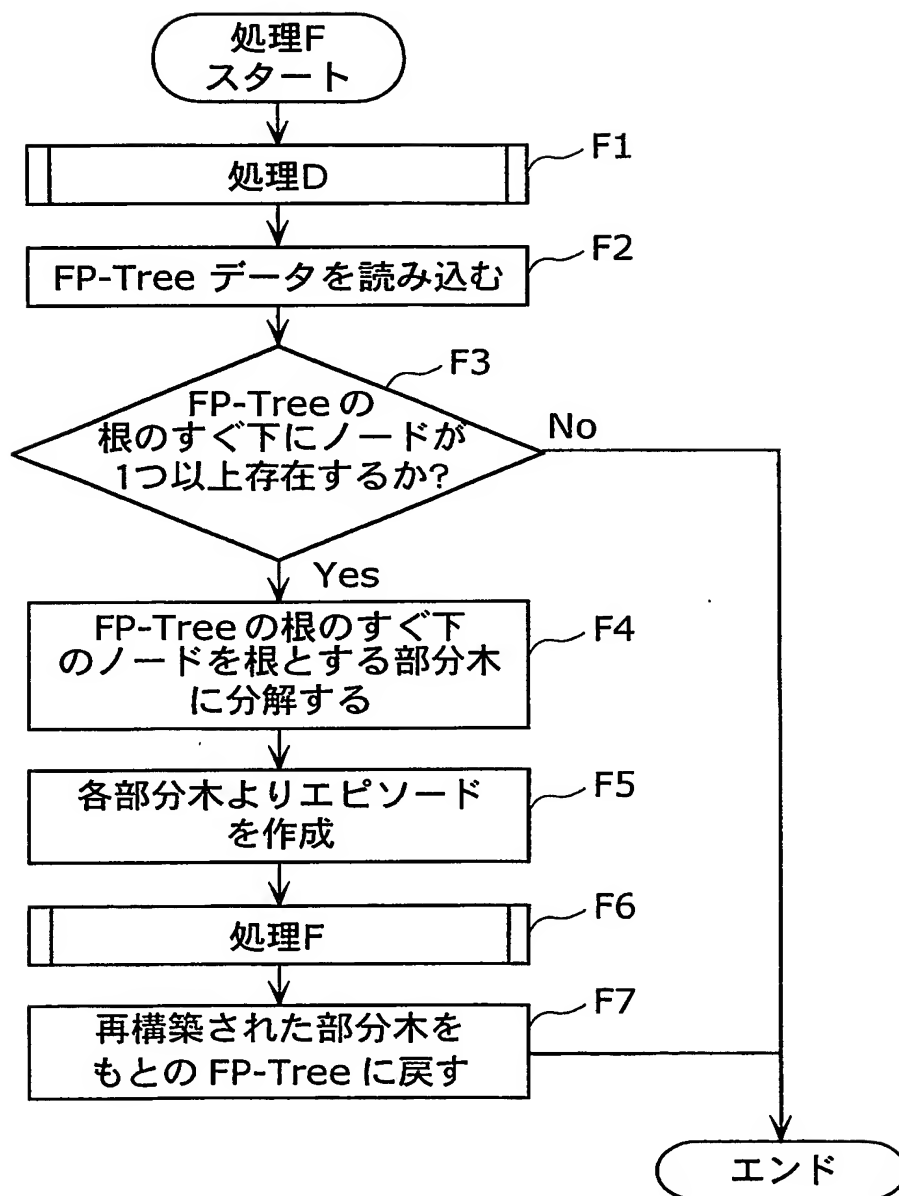 処理F
スタート
処理D
F1
FP-Tree データを読み込む
F2
F3
FP-Treeの
根のすぐ下にノードが
1つ以上存在するか?
No
Yes
FP-Treeの根のすぐ下
のノードを根とする部分木
に分解する
F4
各部分木よりエピソード
を作成
F5
処理F
F6
再構築された部分木を
もとの FP-Tree に戻す
F7
エンド